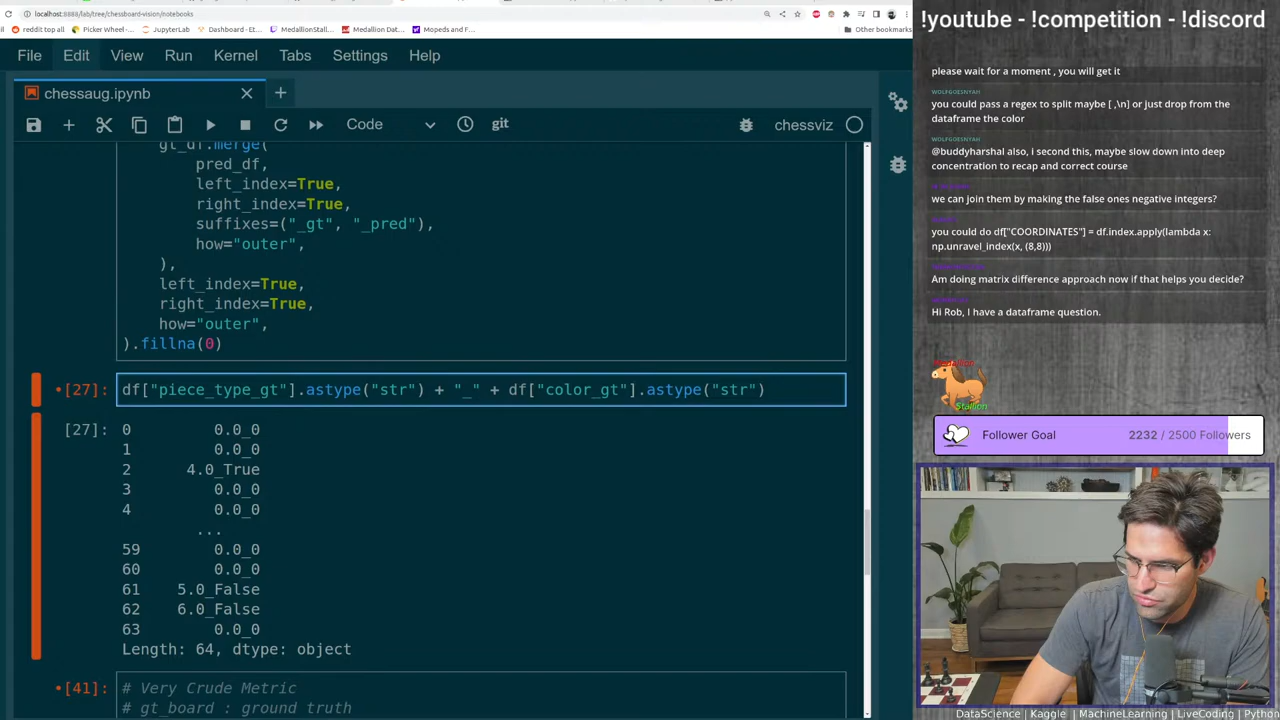 localhost:8888/lab/tree/chessboard-vision/notebooks
reddit top all
Picker Wheel -...
JupyterLab
Dashboard - Et...
MedallionStall...
Medallion Dat...
Mopeds and F...
Other bookmarks
File Edit View Run Kernel Tabs Settings Help
chessaug.ipynb
Code
git
chessviz
gt_df.merge(
pred_df,
left_index=True,
right_index=True,
suffixes=("_gt", "_pred"),
how="outer",
),
left_index=True,
right_index=True,
how="outer",
).fillna(0)
[27]: df["piece_type_gt"].astype("str") + "_" + df["color_gt"].astype("str")
[27]: 0 0.0_0
1 0.0_0
2 4.0_True
3 0.0_0
4 0.0_0
...
59 0.0_0
60 0.0_0
61 5.0_False
62 6.0_False
63 0.0_0
Length: 64, dtype: object
[41]: # Very Crude Metric
# gt_board : ground truth
!youtube - !competition - !discord
please wait for a moment , you will get it
WOLFGOESNYAH
you could pass a regex to split maybe [ ,\n] or just drop from the
dataframe the color
WOLFGOESNYAH
@buddyharshal also, i second this, maybe slow down into deep
concentration to recap and correct course
we can join them by making the false ones negative integers?
you could do df["COORDINATES"] = df.index.apply(lambda x:
np.unravel_index(x, (8,8)))
Am doing matrix difference approach now if that helps you decide?
Hi Rob, I have a dataframe question.
Medallion
Stallion
Follower Goal 2232 / 2500 Followers
DataScience | Kaggle | MachineLearning | LiveCoding | Python